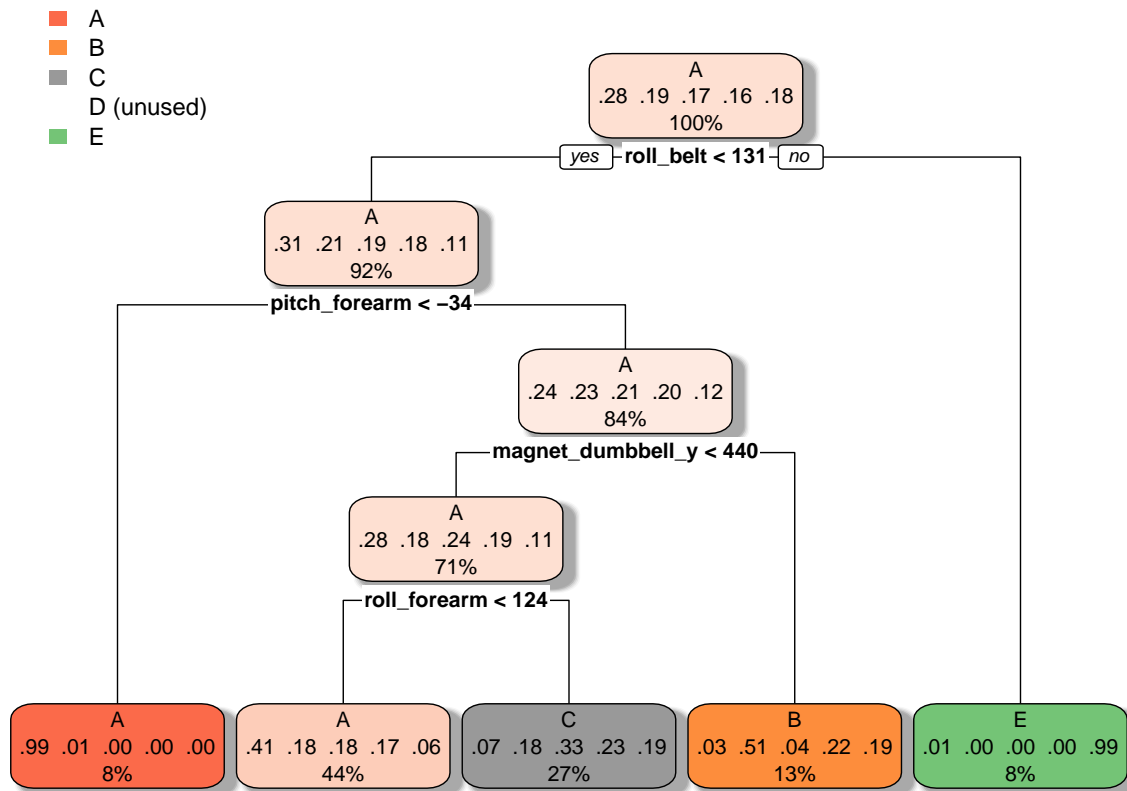 A
B
C
D (unused)
E
A
.28 .19 .17 .16 .18
100%
yes roll_belt < 131 no
A
.31 .21 .19 .18 .11
92%
pitch_forearm < −34
A
.24 .23 .21 .20 .12
84%
magnet_dumbbell_y < 440
A
.28 .18 .24 .19 .11
71%
roll_forearm < 124
A
.99 .01 .00 .00 .00
8%
A
.41 .18 .18 .17 .06
44%
C
.07 .18 .33 .23 .19
27%
B
.03 .51 .04 .22 .19
13%
E
.01 .00 .00 .00 .99
8%